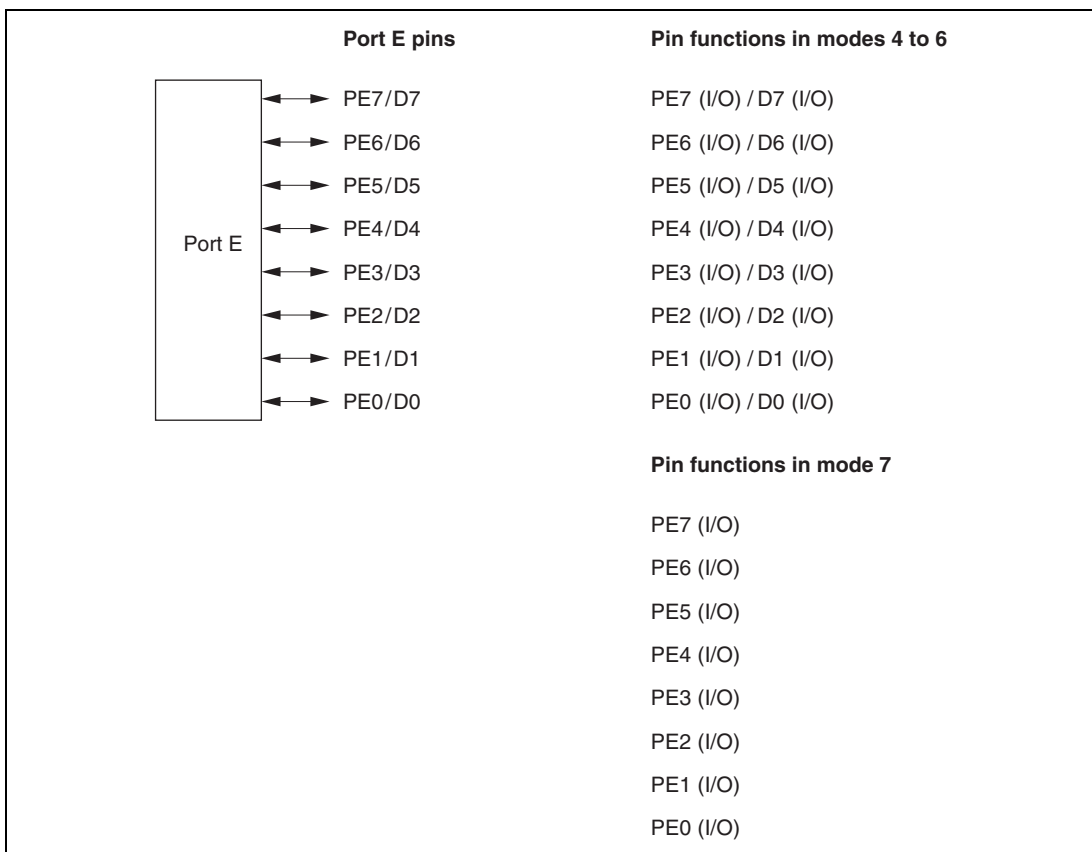 Port E pins Pin functions in modes 4 to 6
PE7/D7 PE7 (I/O) / D7 (I/O)
PE6/D6 PE6 (I/O) / D6 (I/O)
PE5/D5 PE5 (I/O) / D5 (I/O)
PE4/D4 PE4 (I/O) / D4 (I/O)
Port E
PE3/D3 PE3 (I/O) / D3 (I/O)
PE2/D2 PE2 (I/O) / D2 (I/O)
PE1/D1 PE1 (I/O) / D1 (I/O)
PE0/D0 PE0 (I/O) / D0 (I/O)
Pin functions in mode 7
PE7 (I/O)
PE6 (I/O)
PE5 (I/O)
PE4 (I/O)
PE3 (I/O)
PE2 (I/O)
PE1 (I/O)
PE0 (I/O)